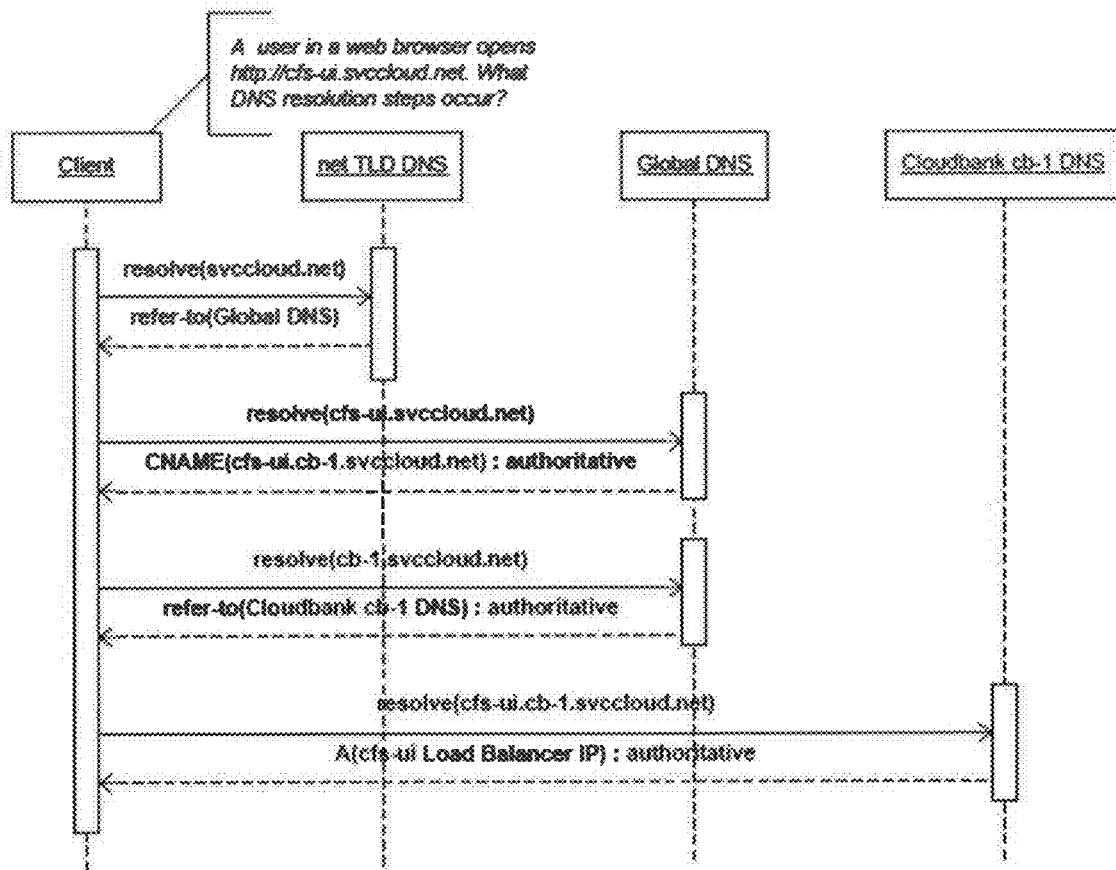 A user in a web browser opens
http://cfs-ui.svccloud.net. What
DNS resolution steps occur?
Client
net TLD DNS
Global DNS
Cloudbank cb-1 DNS
resolve(svccloud.net)
refer-to(Global DNS)
resolve(cfs-ui.svccloud.net)
CNAME(cfs-ui.cb-1.svccloud.net) : authoritative
resolve(cb-1.svccloud.net)
refer-to(Cloudbank cb-1 DNS) : authoritative
resolve(cfs-ui.cb-1.svccloud.net)
A(cfs-ui Load Balancer IP) : authoritative